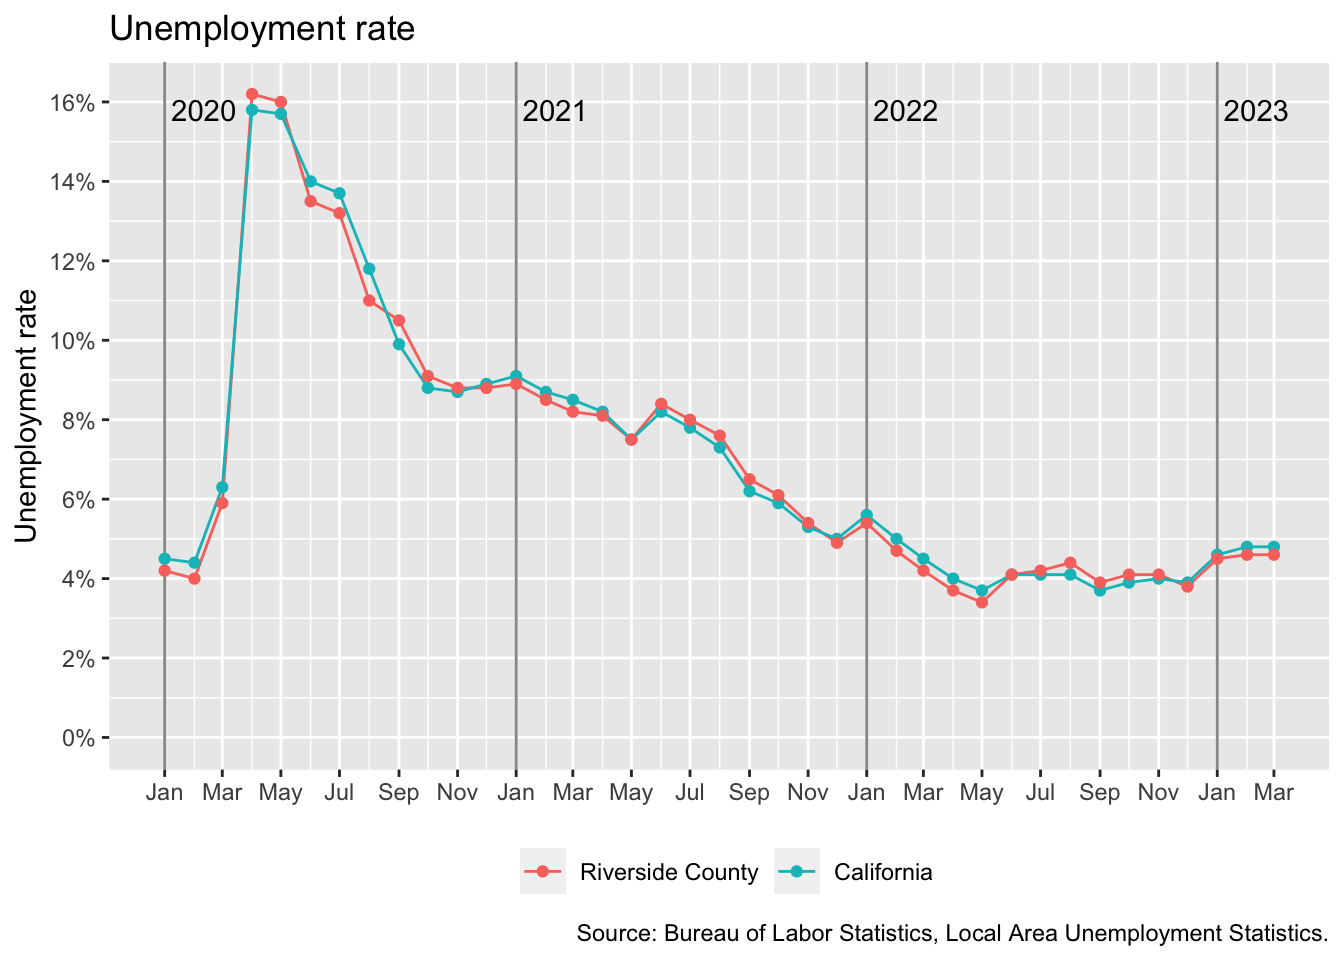 Unemployment rate
Unemployment rate
16%
14%
12%
10%
8%
6%
4%
2%
0%
2020 2021 2022 2023
Jan Mar May Jul Sep Nov Jan Mar May Jul Sep Nov Jan Mar May Jul Sep Nov Jan Mar
Riverside County California
Source: Bureau of Labor Statistics, Local Area Unemployment Statistics.